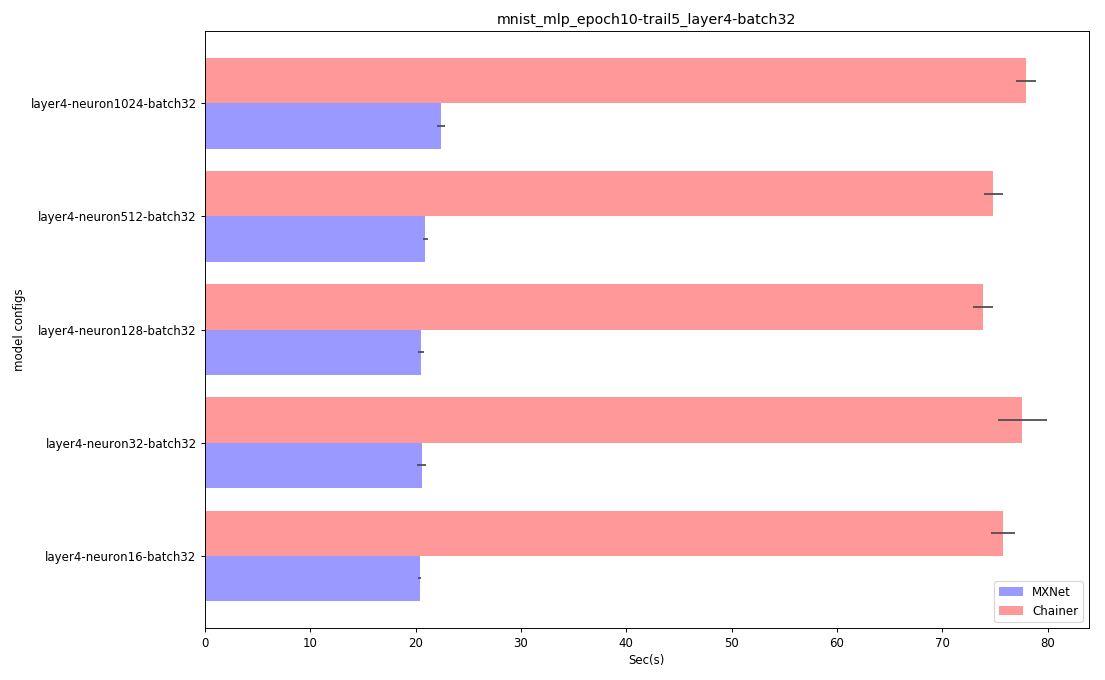 mnist_mlp_epoch10-trail5_layer4-batch32
model configs
layer4-neuron1024-batch32
layer4-neuron512-batch32
layer4-neuron128-batch32
layer4-neuron32-batch32
layer4-neuron16-batch32
MXNet
Chainer
0 10 20 30 40 50 60 70 80
Sec(s)